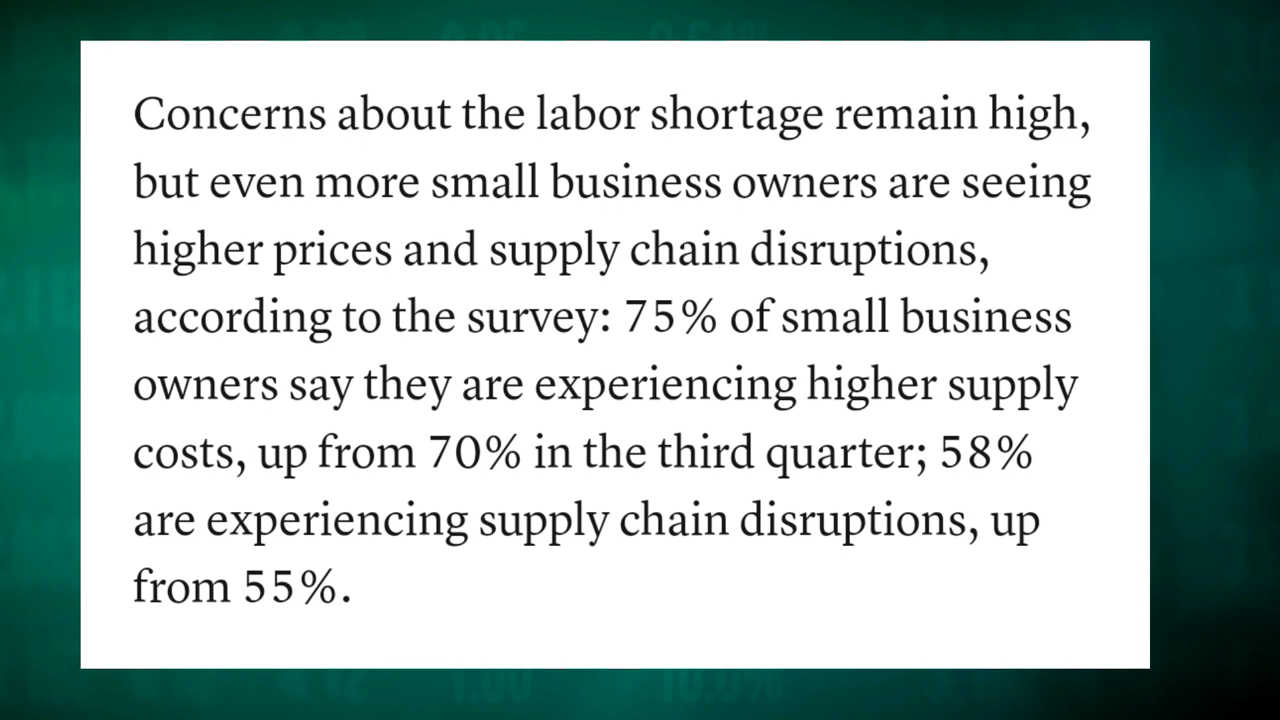 Concerns about the labor shortage remain high,
but even more small business owners are seeing
higher prices and supply chain disruptions,
according to the survey: 75% of small business
owners say they are experiencing higher supply
costs, up from 70% in the third quarter; 58%
are experiencing supply chain disruptions, up
from 55%.